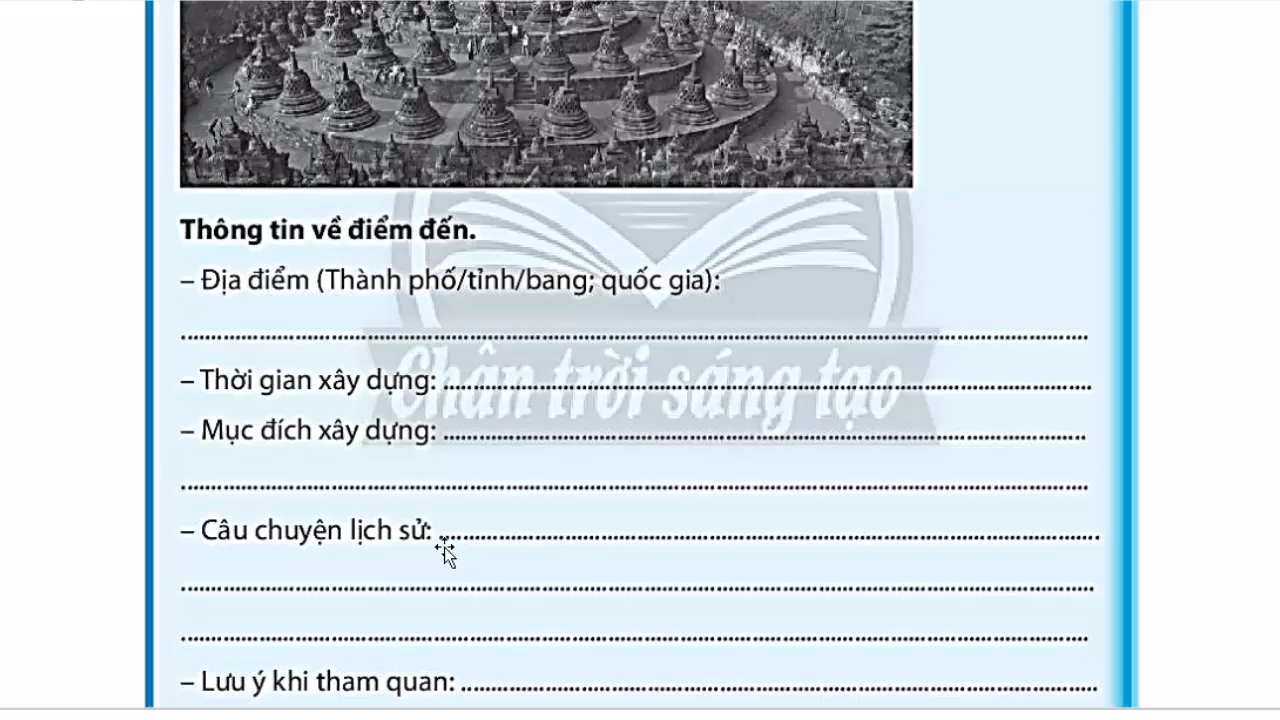 Thông tin về điểm đến.
– Địa điểm (Thành phố/tỉnh/bang; quốc gia):
– Thời gian xây dựng:
Chân trời sáng tạo
– Mục đích xây dựng:
– Câu chuyện lịch sử:
– Lưu ý khi tham quan: